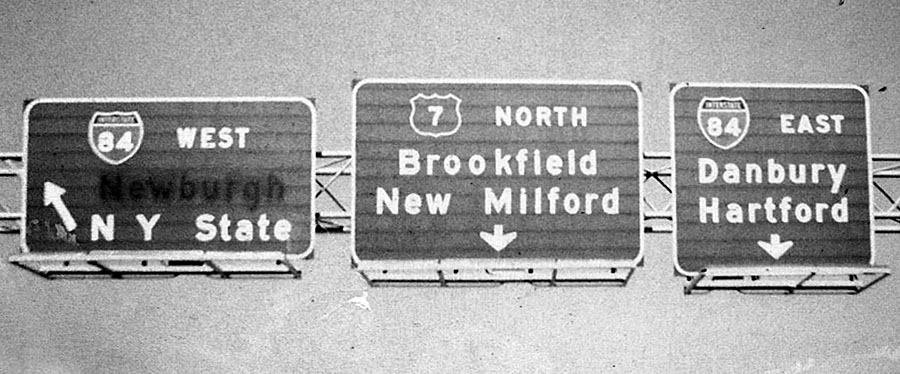 INTERSTATE
84 WEST
Newburgh
N Y State
7 NORTH
Brookfield
New Milford
INTERSTATE
84 EAST
Danbury
Hartford